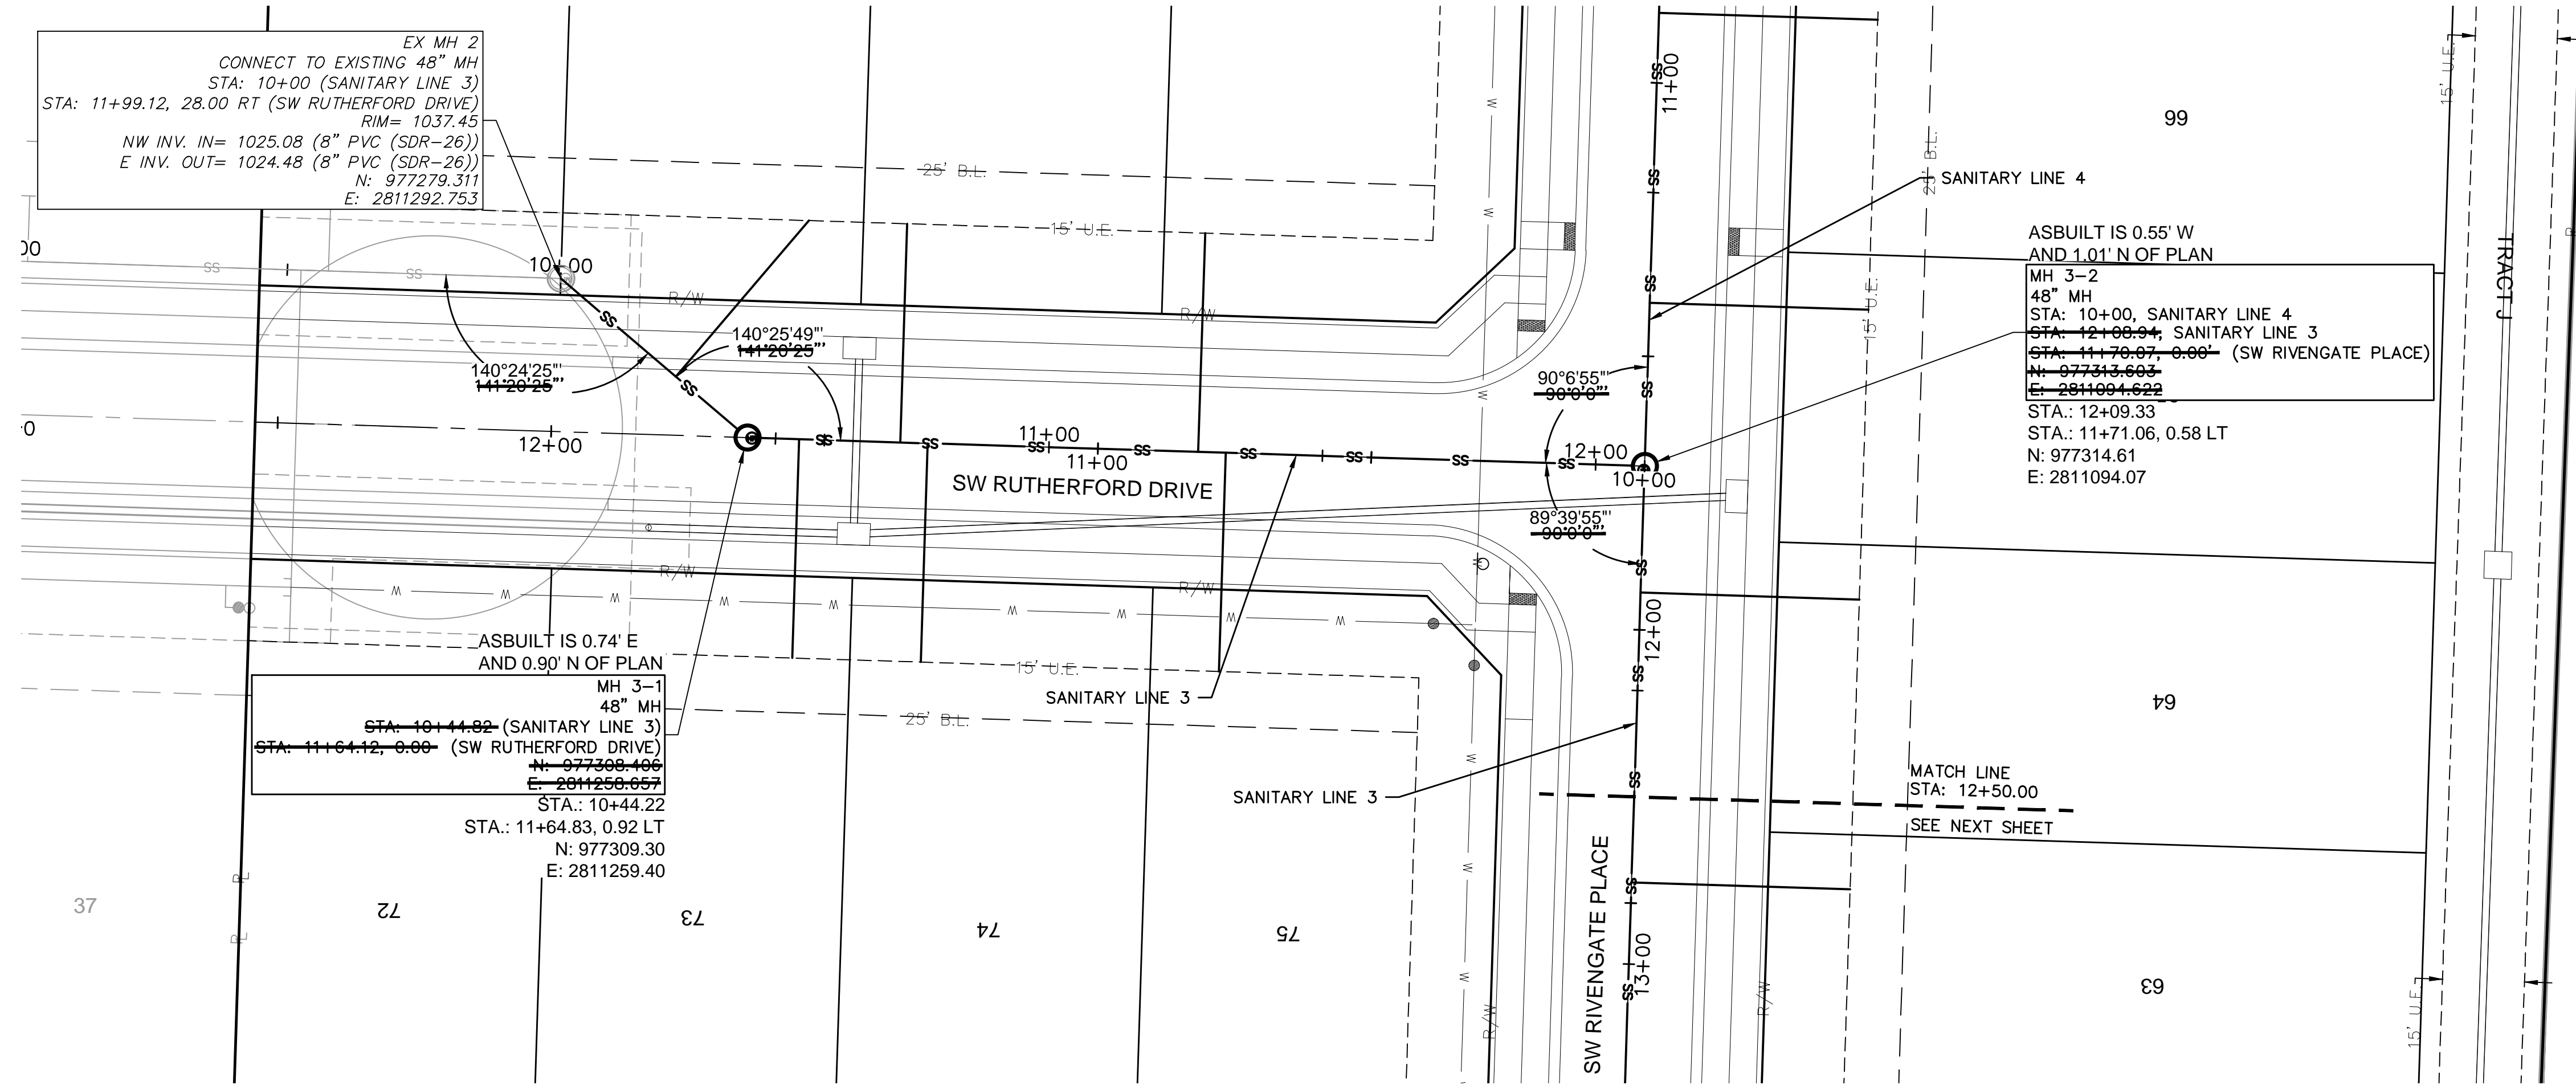 EX MH 2
CONNECT TO EXISTING 48" MH
STA: 10+00 (SANITARY LINE 3)
STA: 11+99.12, 28.00 RT (SW RUTHERFORD DRIVE)
RIM= 1037.45
NW INV. IN= 1025.08 (8" PVC (SDR-26))
E INV. OUT= 1024.48 (8" PVC (SDR-26))
N: 977279.311
E: 2811292.753
00
SS
SS
10+00
25' B.L.
15' U.E.
R/W
R/W
SS
SS
140°25'49"'
141°20'25"'
140°24'25"'
141°20'25"'
-0
12+00
SS
SS
11+00
SS
11+00
SS
SS
SS
SS
12+00
10+00
SW RUTHERFORD DRIVE
90°6'55"'
90°0'0"'
89°39'55"'
90°0'0"'
W
W
W
W
SS
11+00
SS
SS
SS
SANITARY LINE 4
15' U.E.
25' B.L.
66
15' U.E.
TRACT J
ASBUILT IS 0.55' W
AND 1.01' N OF PLAN
MH 3-2
48" MH
STA: 10+00, SANITARY LINE 4
STA: 12+08.94, SANITARY LINE 3
STA: 11+70.07, 0.00' (SW RIVENGATE PLACE)
N: 977313.603
E: 2811094.622
STA.: 12+09.33
STA.: 11+71.06, 0.58 LT
N: 977314.61
E: 2811094.07
R/W
R/W
W
W
W
W
W
W
W
W
W
ASBUILT IS 0.74' E
AND 0.90' N OF PLAN
MH 3-1
48" MH
STA: 10+44.82 (SANITARY LINE 3)
STA: 11+64.12, 0.00 (SW RUTHERFORD DRIVE)
N: 977308.406
E: 2811258.657
STA.: 10+44.22
STA.: 11+64.83, 0.92 LT
N: 977309.30
E: 2811259.40
15' U.E.
25' B.L.
SANITARY LINE 3
SANITARY LINE 3
SS
12+00
SS
SS
SS
13+00
SS
64
MATCH LINE
STA: 12+50.00
SEE NEXT SHEET
SW RIVENGATE PLACE
W
W
W
R/W
R/W
PL
PL
37
72
73
74
75
63
15' U.E.